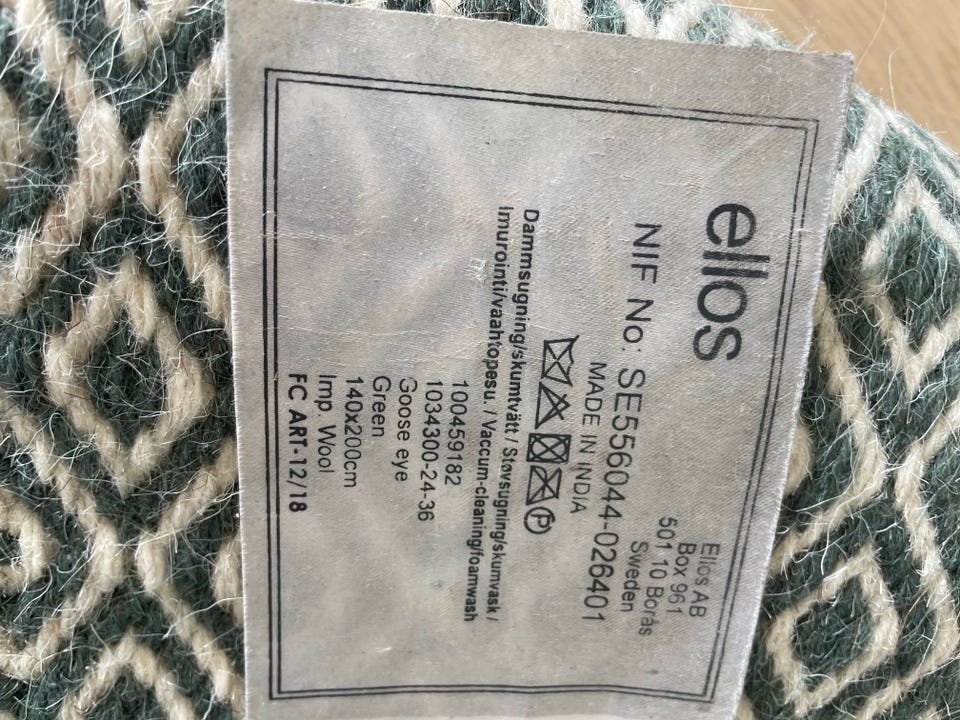 ellos
Ellos AB
Box 961
501 10 Borås
Sweden
NIF No: SE556044-026401
MADE IN INDIA
P
Dammsugning/skumtvätt / Støvsugning/skumvask /
Imurointi/vaahtopesu. / Vaccum-cleaning/foamwash
100459182
1034300-24-36
Goose eye
Green
140x200cm
Imp. Wool
FC ART-12/18